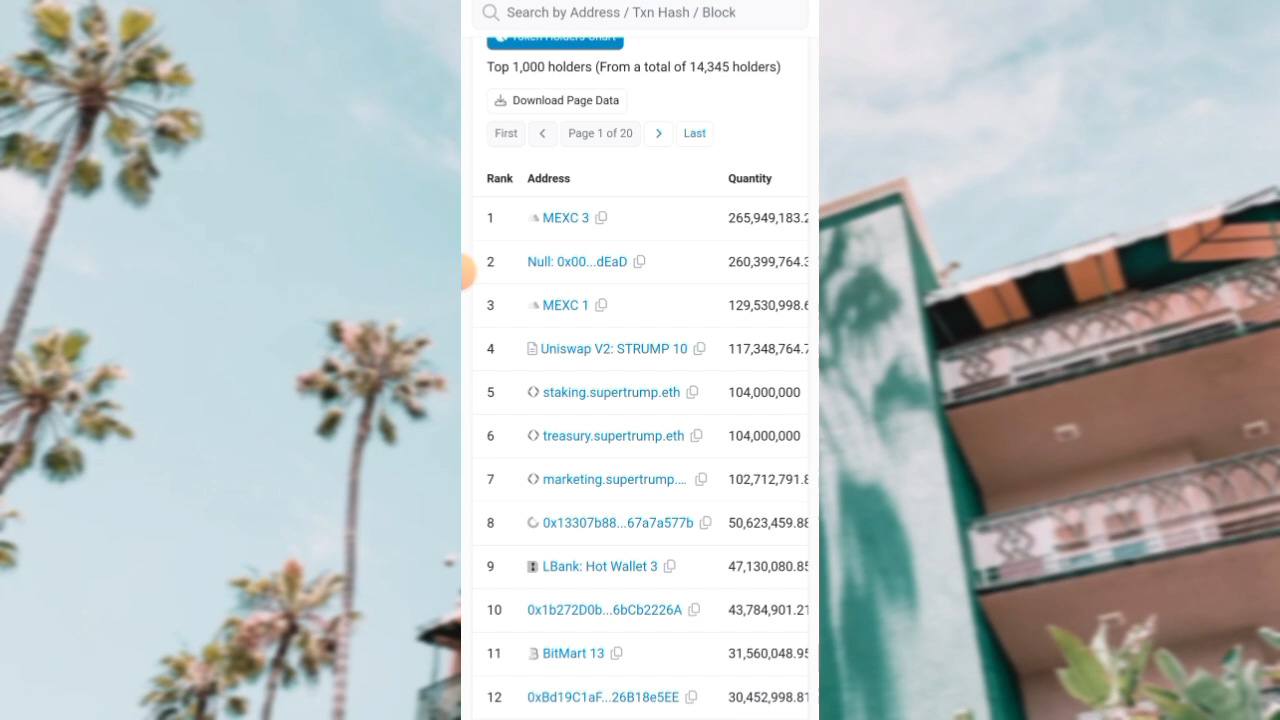 Search by Address / Txn Hash / Block
Token Holders Chart
Top 1,000 holders (From a total of 14,345 holders)
Download Page Data
First Page 1 of 20 Last
Rank Address Quantity
1 MEXC 3 265,949,183.2
2 Null: 0x00...dEaD 260,399,764.3
3 MEXC 1 129,530,998.6
4 Uniswap V2: STRUMP 10 117,348,764.7
5 staking.supertrump.eth 104,000,000
6 treasury.supertrump.eth 104,000,000
7 marketing.supertrump.... 102,712,791.8
8 0x13307b88...67a7a577b 50,623,459.88
9 LBank: Hot Wallet 3 47,130,080.85
10 0x1b272D0b...6bCb2226A 43,784,901.21
11 BitMart 13 31,560,048.95
12 0xBd19C1aF...26B18e5EE 30,452,998.81